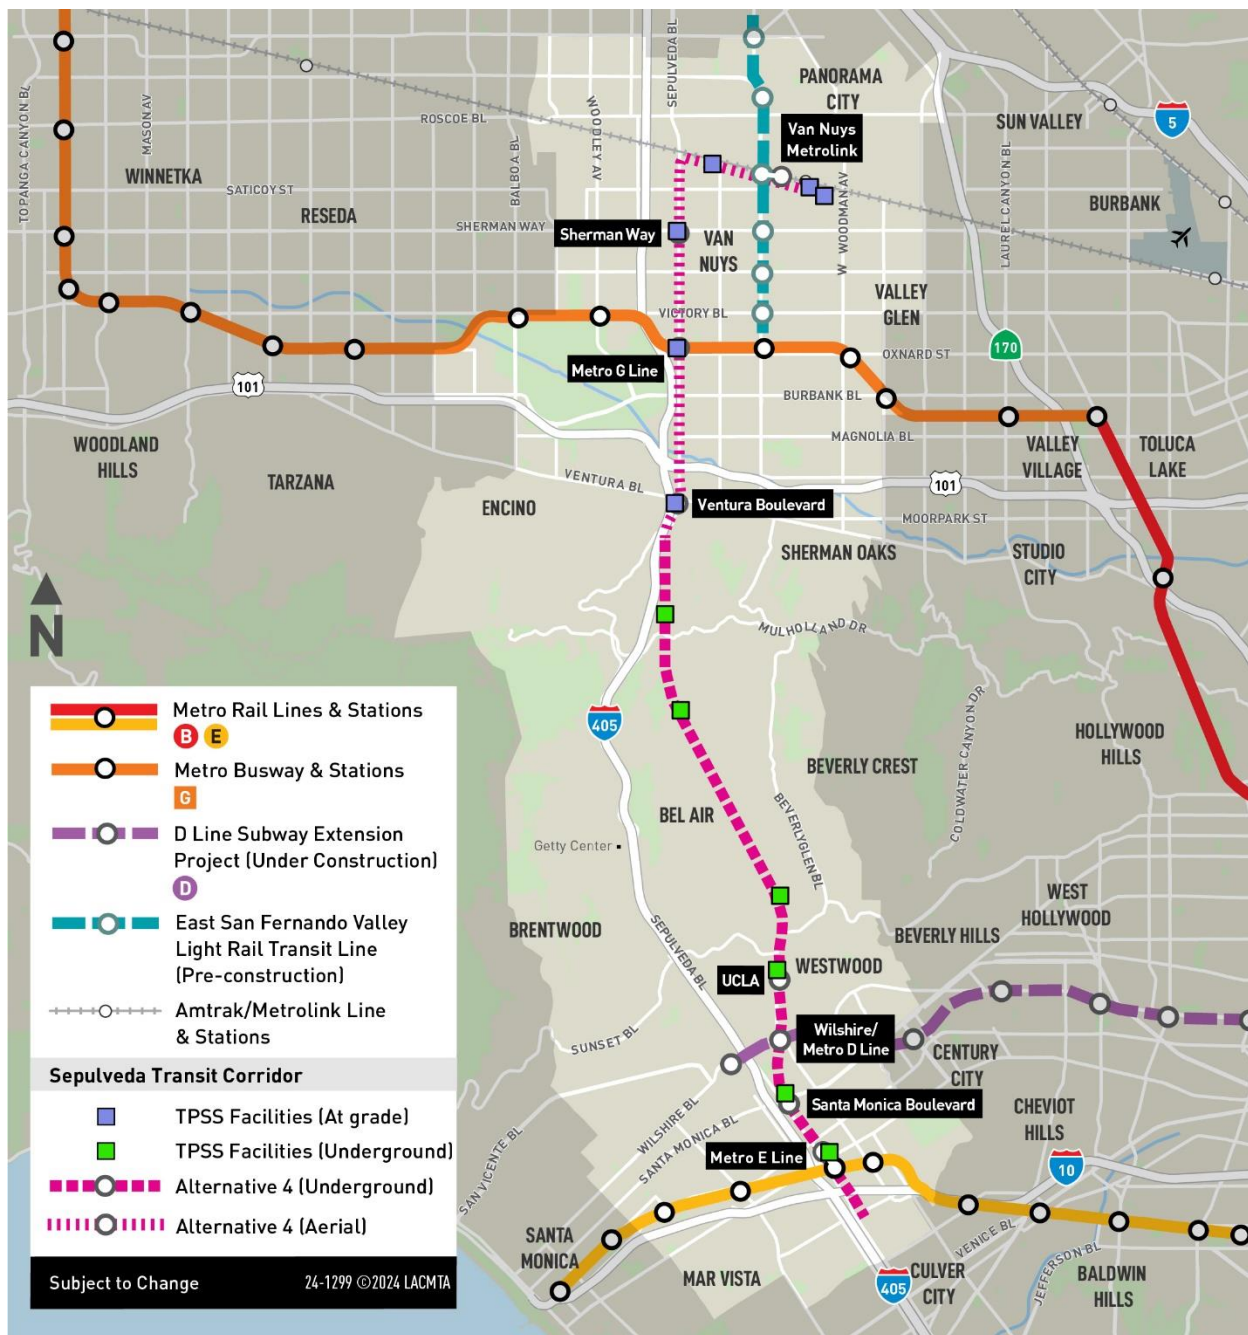 SEPULVEDA BL
PANORAMA
CITY
5
TOPANGA CANYON BL
MASON AV
WOODLEY AV
ROSCOE BL
SUN VALLEY
LAUREL CANYON BL
Van Nuys
Metrolink
WINNETKA
SATICOY ST
BALBOA BL
RESEDA
SHERMAN WAY
Sherman Way
VAN
NUYS
W WOODMAN AV
BURBANK
VICTORY BL
VALLEY
GLEN
OXNARD ST
170
Metro G Line
101
BURBANK BL
MAGNOLIA BL
WOODLAND
HILLS
TARZANA
VENTURA BL
ENCINO
Ventura Boulevard
101
VALLEY
VILLAGE
TOLUCA
LAKE
MOORPARK ST
SHERMAN OAKS
STUDIO
CITY
MULHOLLAND DR
N
405
COLDWATER CANYON DR
HOLLYWOOD
HILLS
BEVERLY CREST
BEL AIR
BEVERLY GLEN BL
Getty Center
BRENTWOOD
SEPULVEDA BL
WEST
HOLLYWOOD
BEVERLY HILLS
UCLA
WESTWOOD
SUNSET BL
Wilshire/
Metro D Line
CENTURY
CITY
WILSHIRE BL
Santa Monica Boulevard
SANTA MONICA BL
CHEVIOT
HILLS
SAN VICENTE BL
Metro E Line
10
SANTA
MONICA
VENICE BL
JEFFERSON BL
MAR VISTA
405
CULVER
CITY
BALDWIN
HILLS
Metro Rail Lines & Stations
B E
Metro Busway & Stations
G
D Line Subway Extension
Project (Under Construction)
D
East San Fernando Valley
Light Rail Transit Line
(Pre-construction)
Amtrak/Metrolink Line
& Stations
Sepulveda Transit Corridor
TPSS Facilities (At grade)
TPSS Facilities (Underground)
Alternative 4 (Underground)
Alternative 4 (Aerial)
Subject to Change 24-1299 ©2024 LACMTA